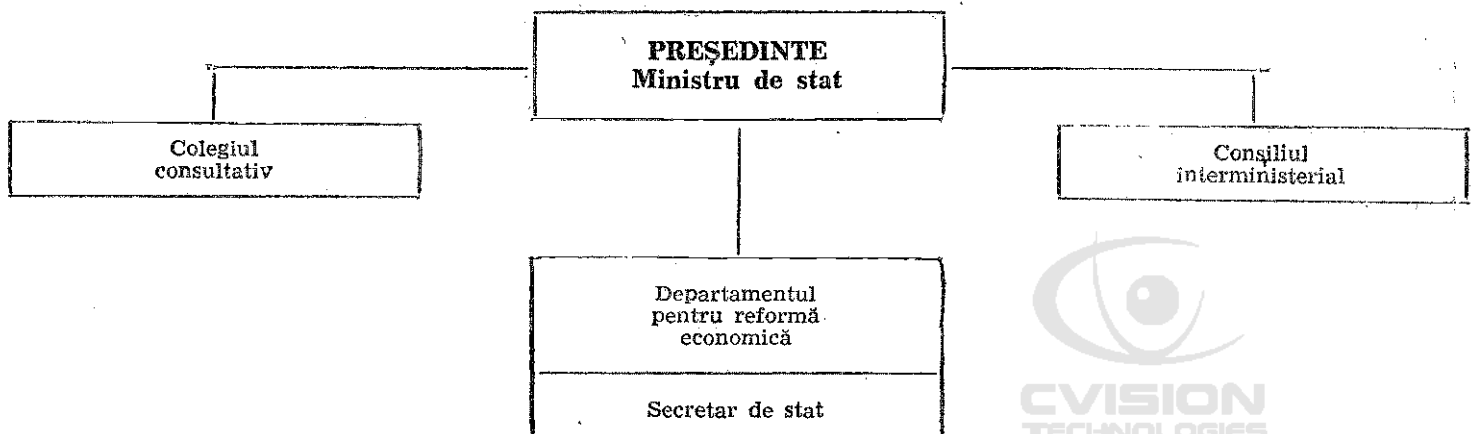 PREȘEDINTE
Ministru de stat
Colegiul
consultativ
Consiliul
interministerial
Departamentul
pentru reformă
economică
Secretar de stat
CVISION
TECHNOLOGIES